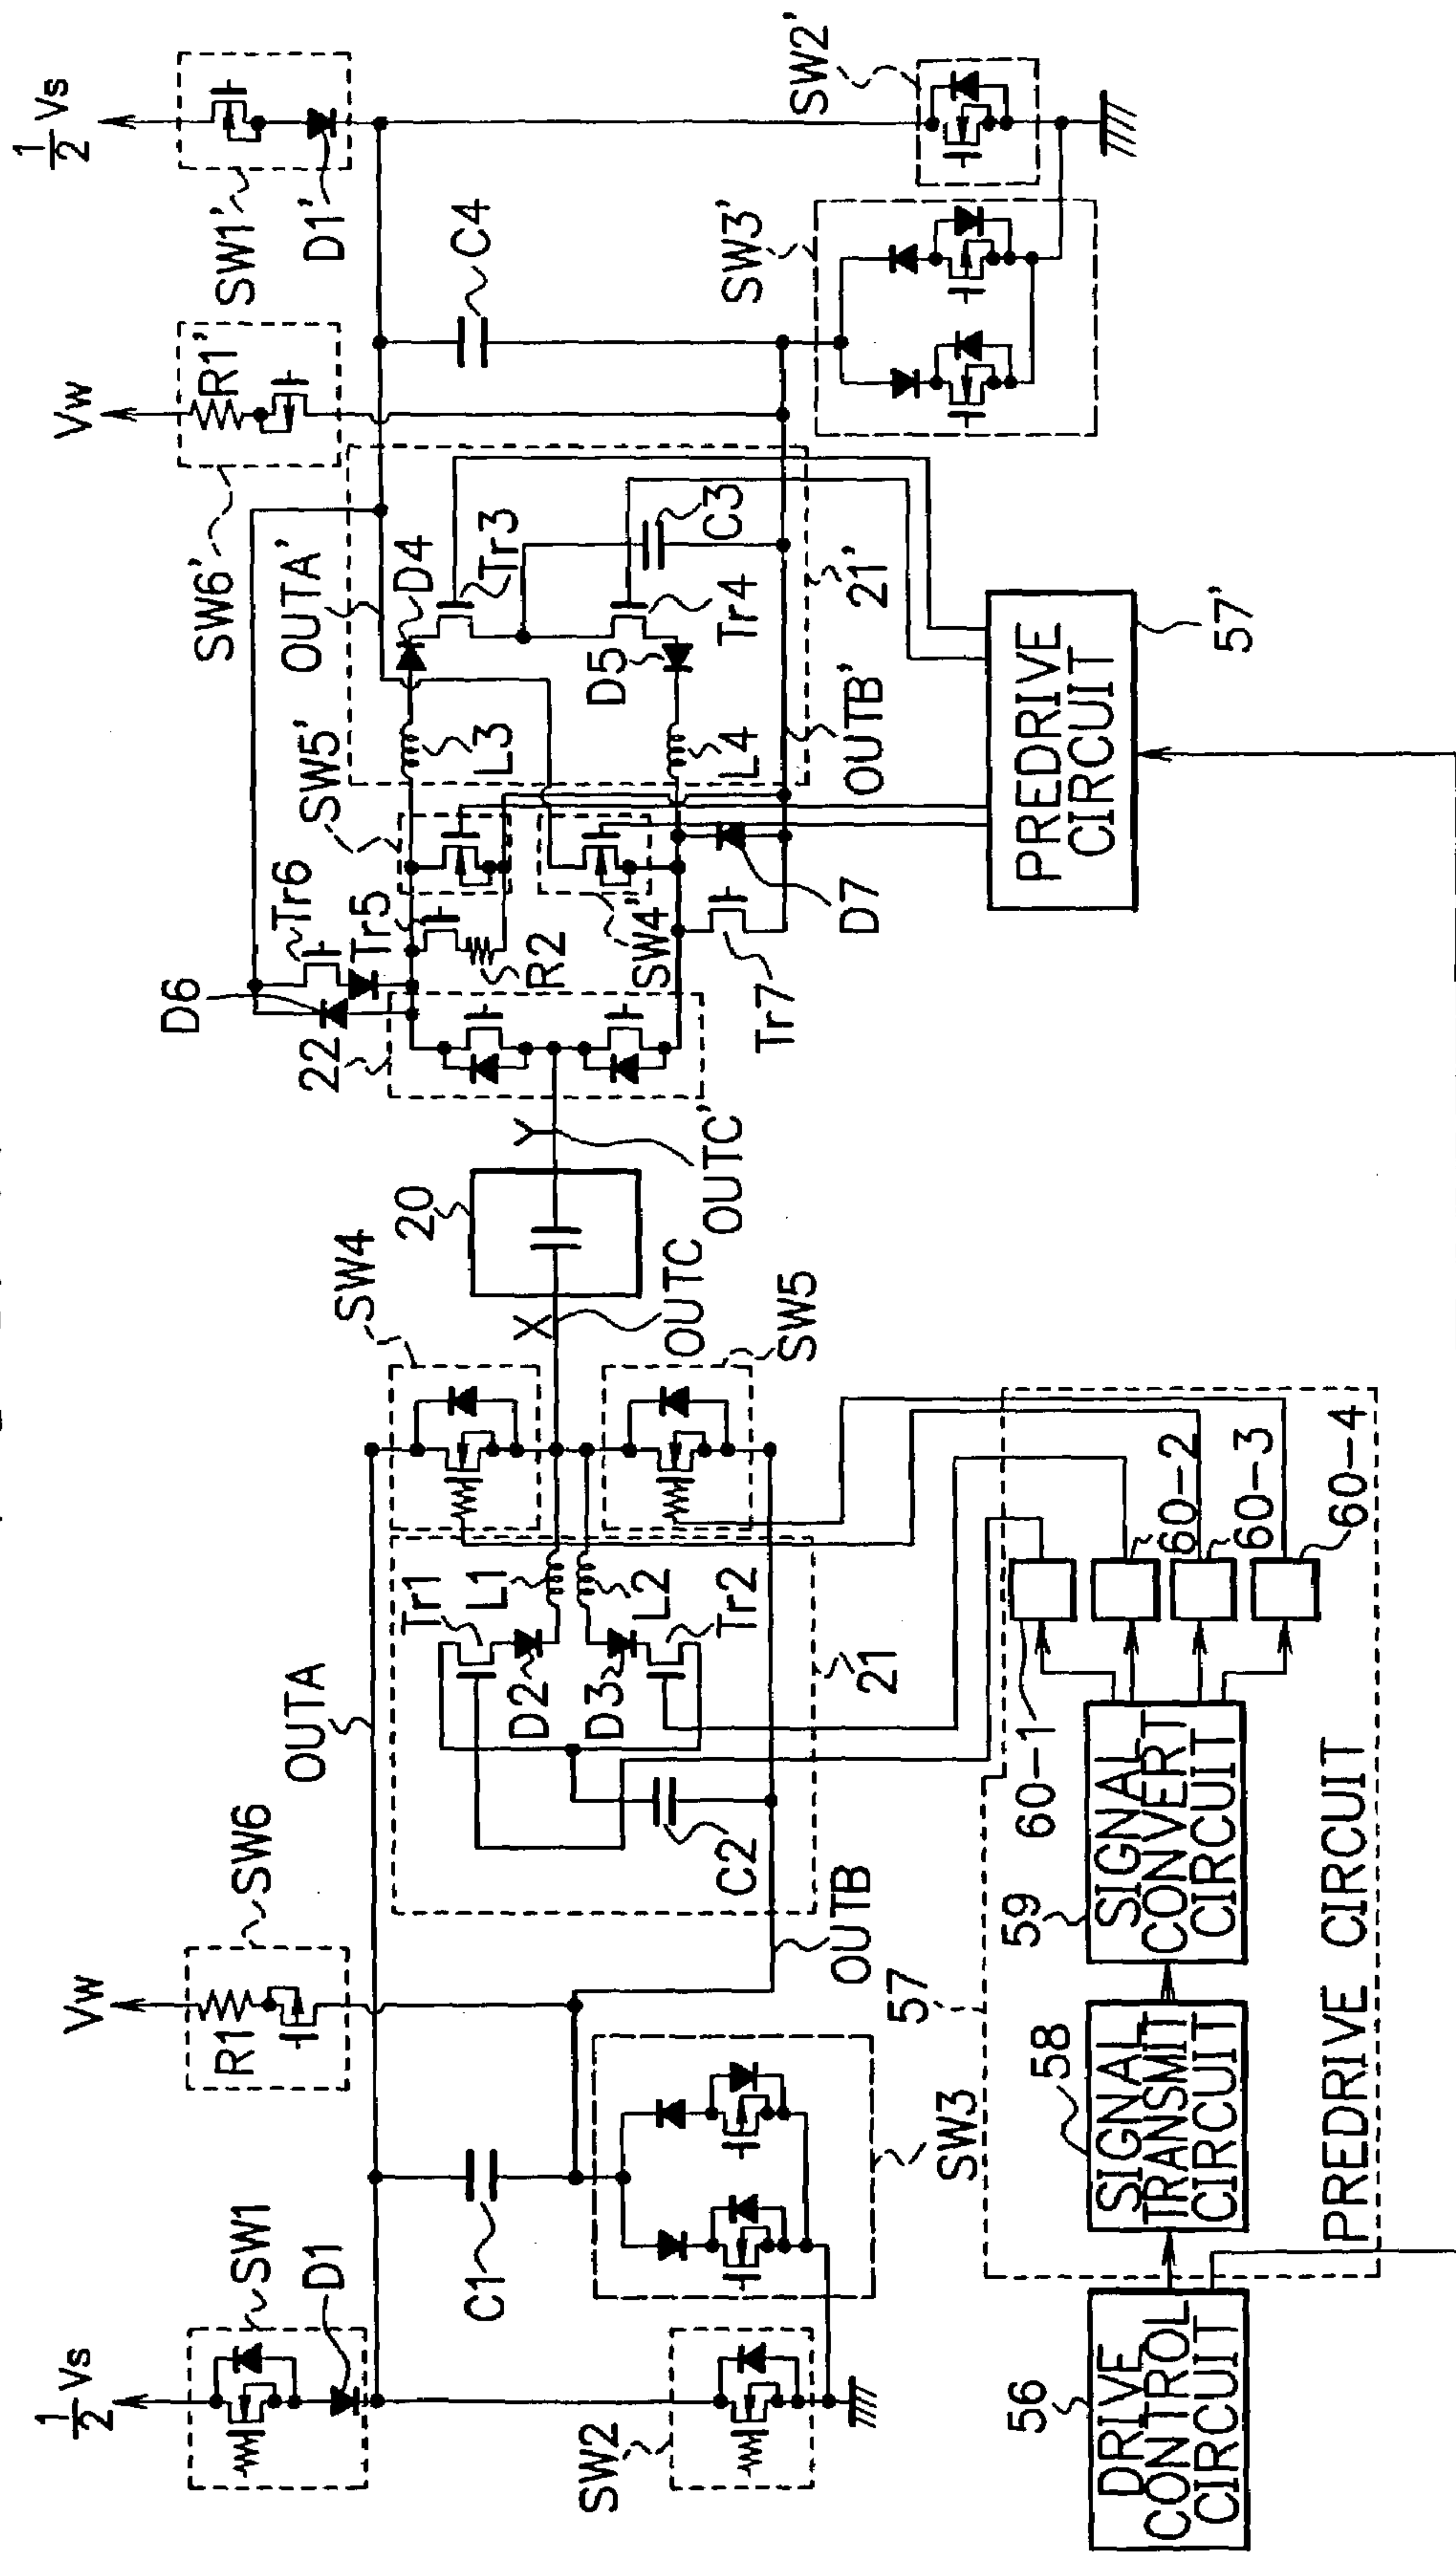 1/2 Vs
SW1
D1
C1
SW2
SW3
Vw
R1
SW6
OUTA
OUTB
Tr1
L1
D2
D3
L2
Tr2
C2
21
SW4
SW5
X
OUTC
20
Y
OUTC'
22
D6
Tr6
Tr5
R2
SW4'
SW5'
Tr7
D7
L3
L4
D4
D5
Tr3
Tr4
C3
21'
OUTA'
OUTB'
SW6'
R1'
Vw
C4
SW1'
D1'
1/2 Vs
SW3'
SW2'
PREDRIVE
CIRCUIT
57'
56
DRIVE
CONTROL
CIRCUIT
57
58
SIGNAL
TRANSMIT
CIRCUIT
59
SIGNAL
CONVERT
CIRCUIT
60-1
60-2
60-3
60-4
PREDRIVE CIRCUIT